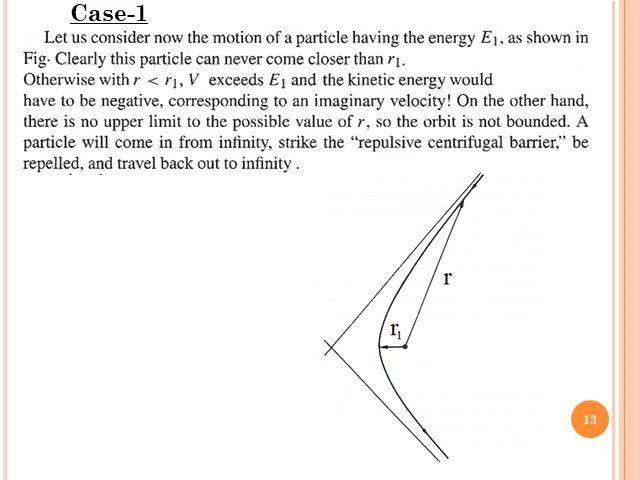 Case-1
Let us consider now the motion of a particle having the energy E₁, as shown in
Fig. Clearly this particle can never come closer than r₁.
Otherwise with r < r₁, V exceeds E₁ and the kinetic energy would
have to be negative, corresponding to an imaginary velocity! On the other hand,
there is no upper limit to the possible value of r, so the orbit is not bounded. A
particle will come in from infinity, strike the “repulsive centrifugal barrier,” be
repelled, and travel back out to infinity .
r
r₁
13